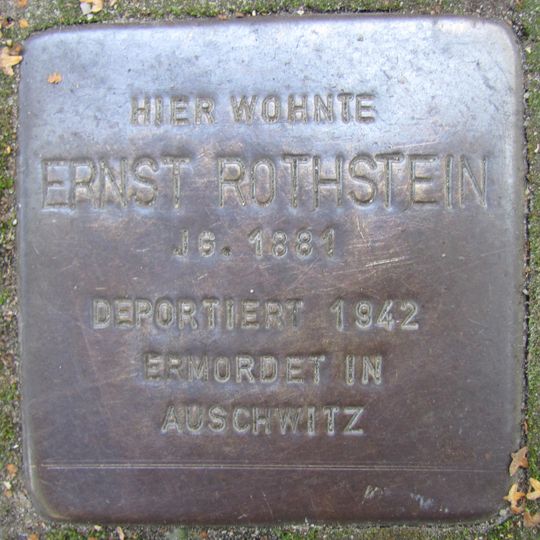 HIER WOHNTE
ERNST ROTHSTEIN
JG. 1881
DEPORTIERT 1942
ERMORDET IN
AUSCHWITZ